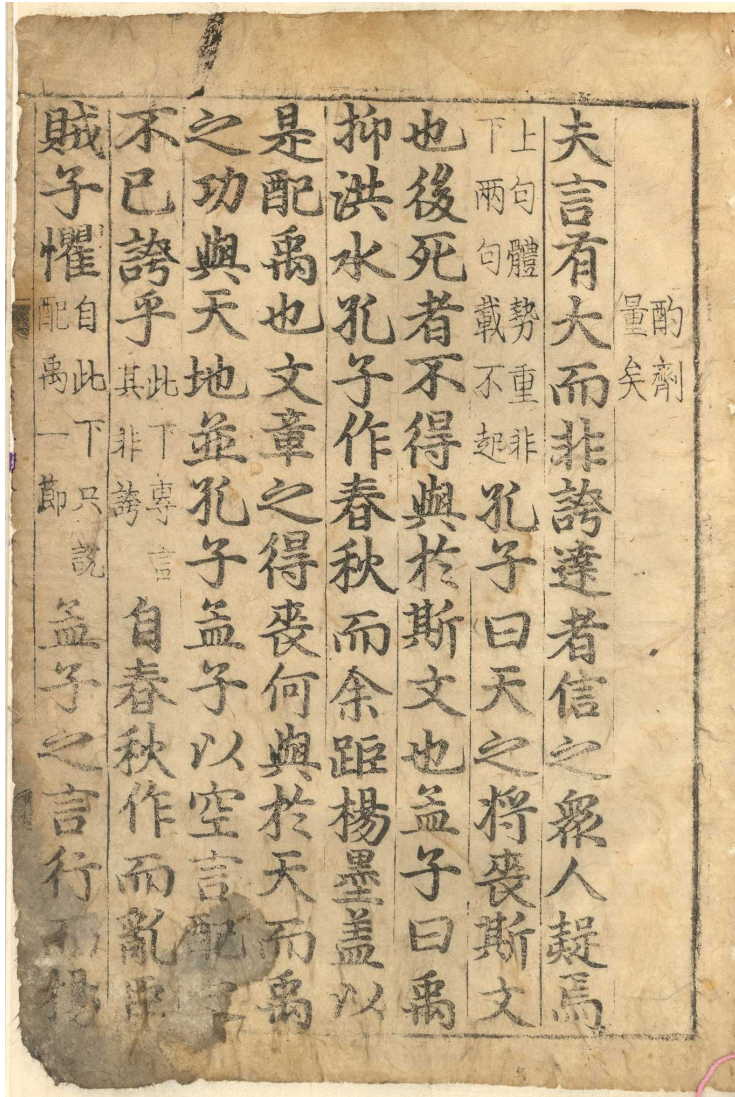 酌劑
量矣
夫言有大而非誇達者信之衆人疑焉
上句體勢重非
下兩句載不起
孔子曰天之将喪斯文
也後死者不得與於斯文也孟子曰禹
抑洪水孔子作春秋而余距楊墨盖以
是配禹也文章之得喪何與於天而禹
之功與天地並孔子孟子以空言配
不已誇乎
此下專言
其非誇
自春秋作而亂臣
賊子懼
自此下只說
配禹一節
孟子之言行而楊